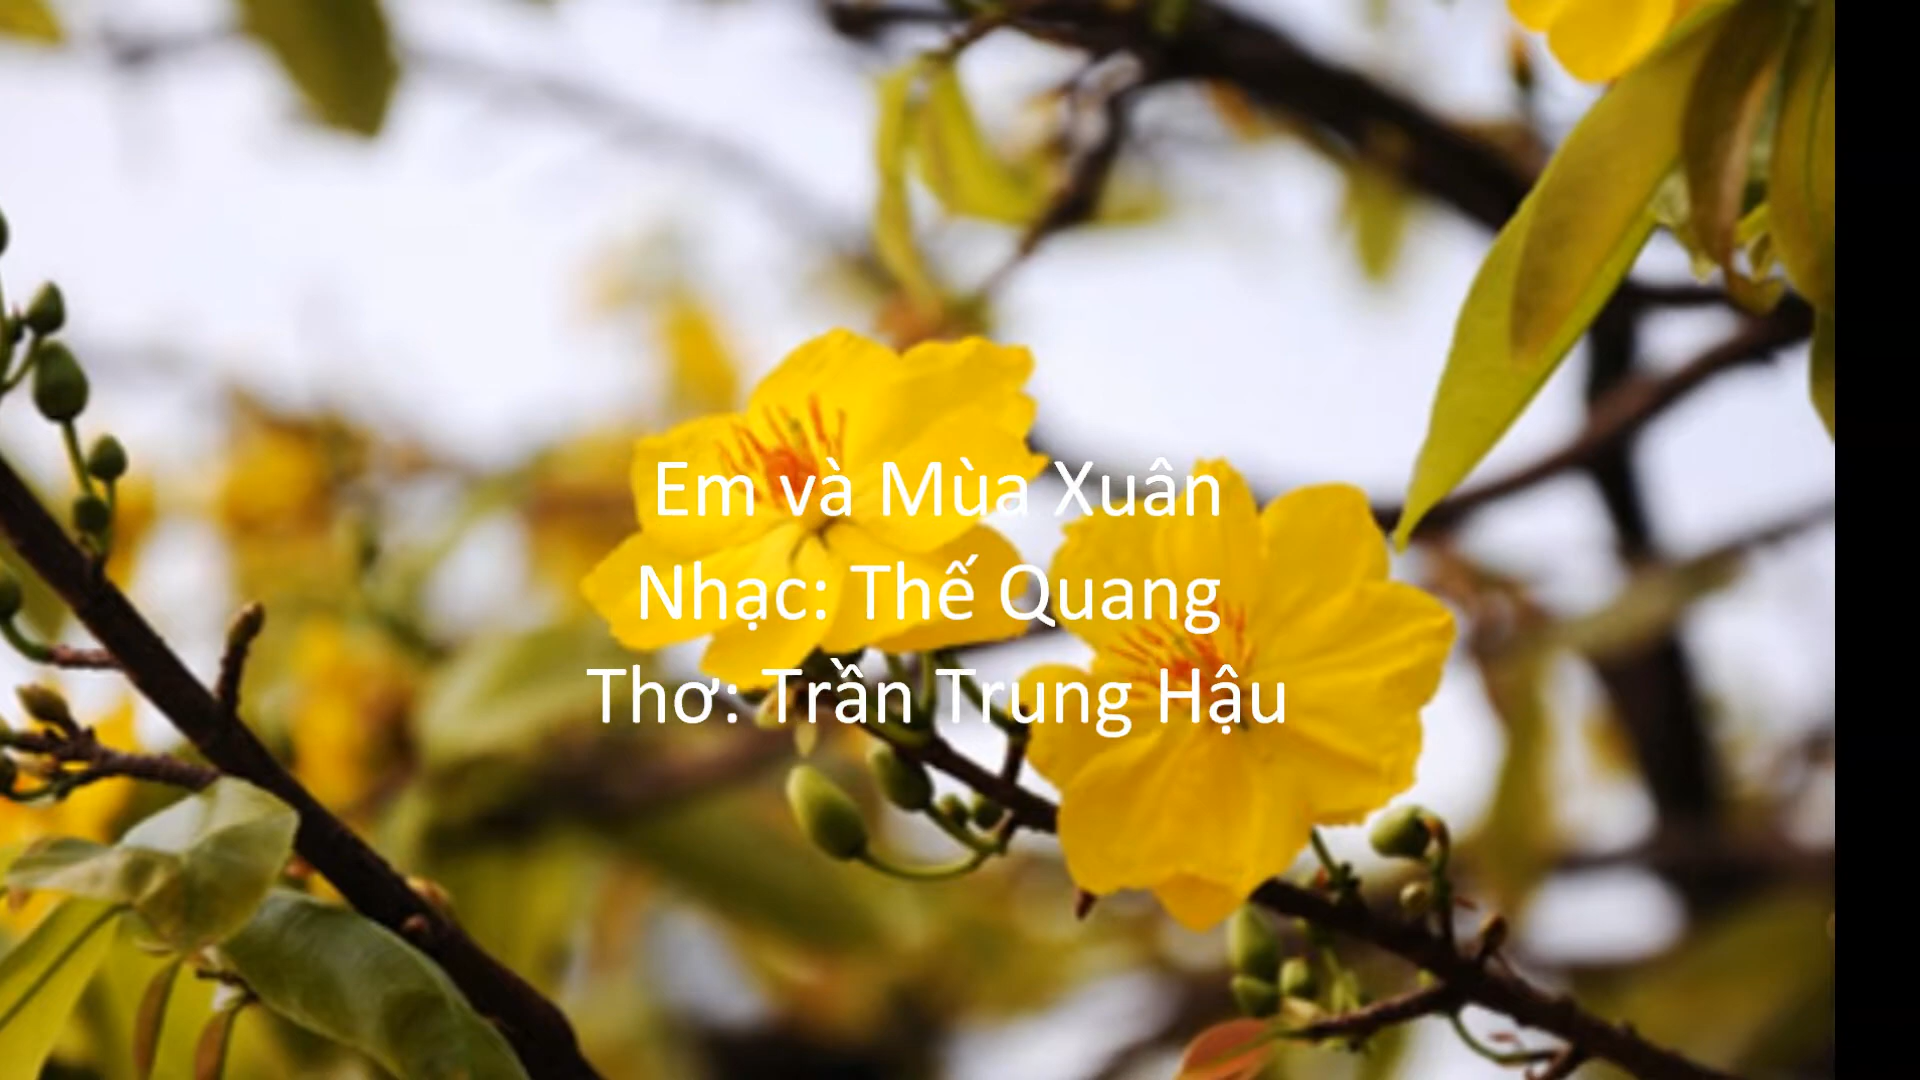 Em và Mùa Xuân
Nhạc: Thế Quang
Thơ: Trần Trung Hậu